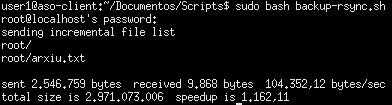 user1@aso-client:~/Documentos/Scripts$ sudo bash backup-rsync.sh
root@localhost's password:
sending incremental file list
root/
root/arxiu.txt
sent 2.546.759 bytes  received 9.868 bytes  104.352,12 bytes/sec
total size is 2.971.073.006  speedup is 1.162,11